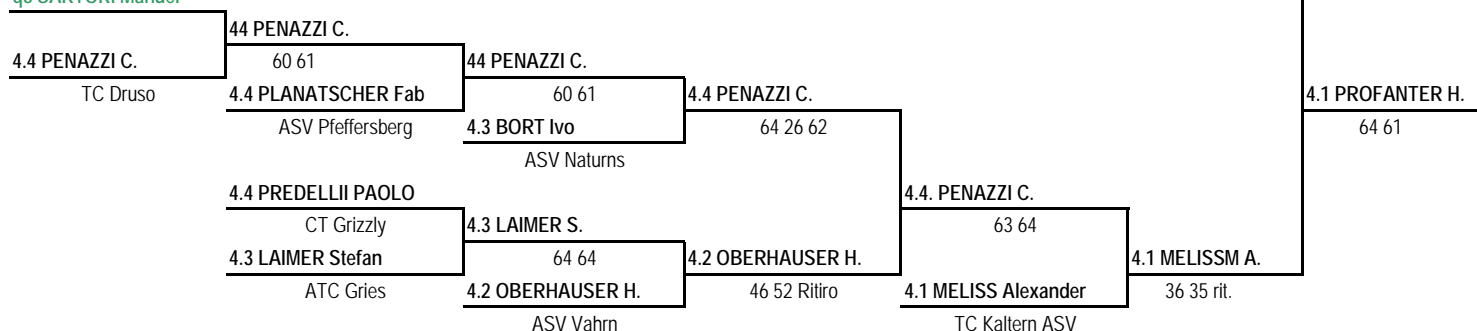 44 PENAZZI C.
4.4 PENAZZI C.
60 61
44 PENAZZI C.
TC Druso
4.4 PLANATSCHER Fab
60 61
4.4 PENAZZI C.
4.1 PROFANTER H.
ASV Pfeffersberg
4.3 BORT Ivo
64 26 62
64 61
ASV Naturns
4.4 PREDELLII PAOLO
4.4. PENAZZI C.
CT Grizzly
4.3 LAIMER S.
63 64
4.3 LAIMER Stefan
64 64
4.2 OBERHAUSER H.
4.1 MELISSM A.
ATC Gries
4.2 OBERHAUSER H.
46 52 Ritiro
4.1 MELISS Alexander
36 35 rit.
ASV Vahrn
TC Kaltern ASV